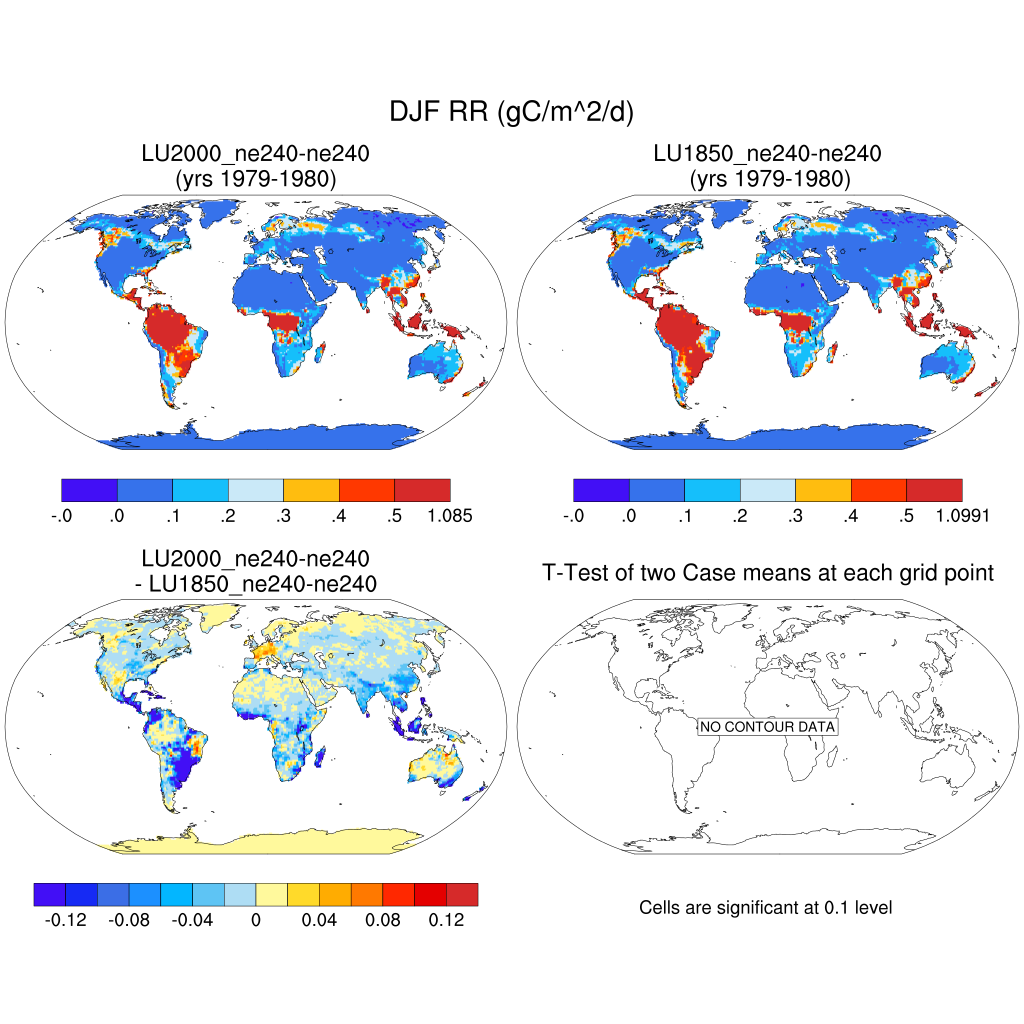 DJF RR (gC/m^2/d)
LU2000_ne240-ne240
(yrs 1979-1980)
LU1850_ne240-ne240
(yrs 1979-1980)
-.0 .0 .1 .2 .3 .4 .5 1.085
-.0 .0 .1 .2 .3 .4 .5 1.0991
LU2000_ne240-ne240
- LU1850_ne240-ne240
T-Test of two Case means at each grid point
NO CONTOUR DATA
-0.12 -0.08 -0.04 0 0.04 0.08 0.12
Cells are significant at 0.1 level